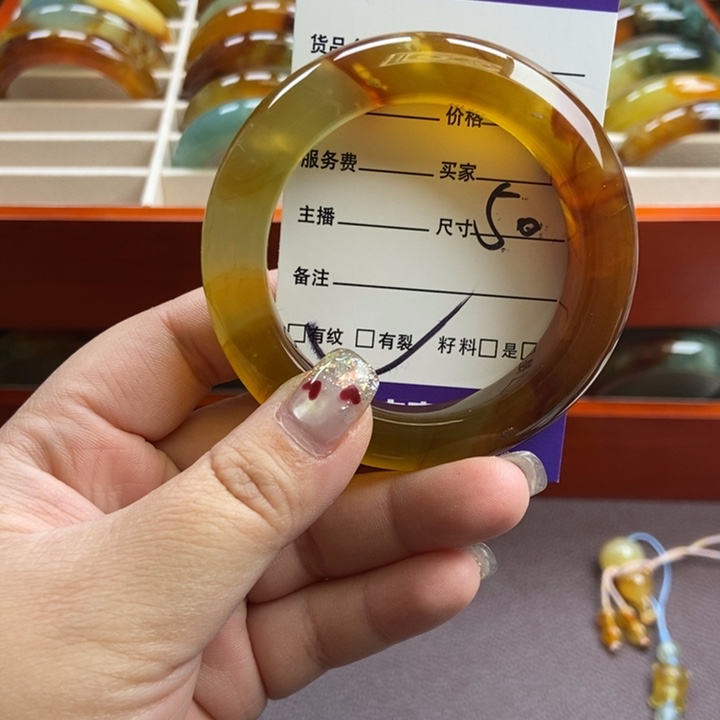 货品
价格
服务费 买家
主播 尺寸 50
备注
□有纹 □有裂 籽料□是□